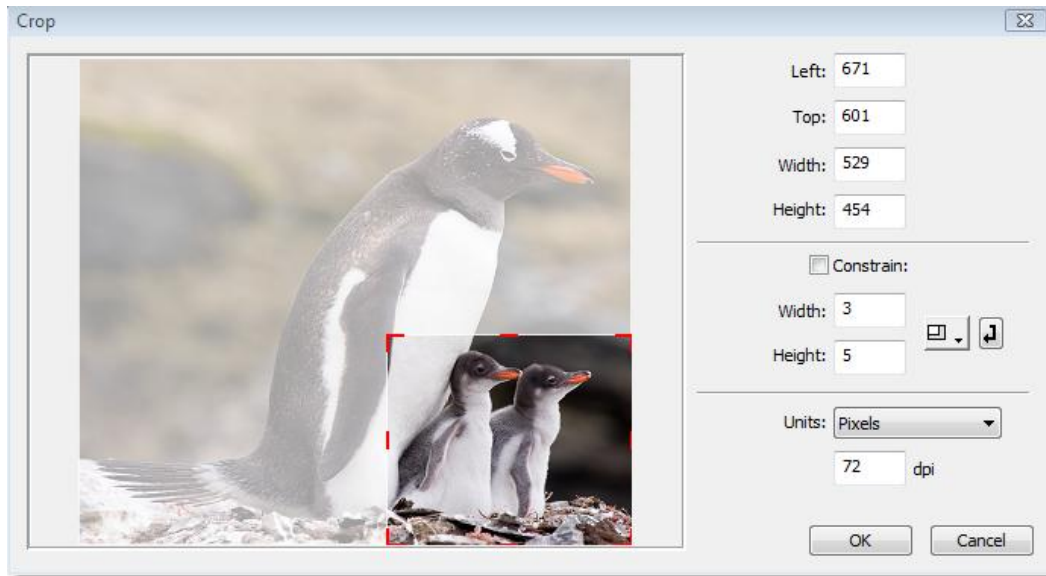 Crop
Left: 671
Top: 601
Width: 529
Height: 454
Constrain:
Width: 3
Height: 5
Units: Pixels
72 dpi
OK Cancel